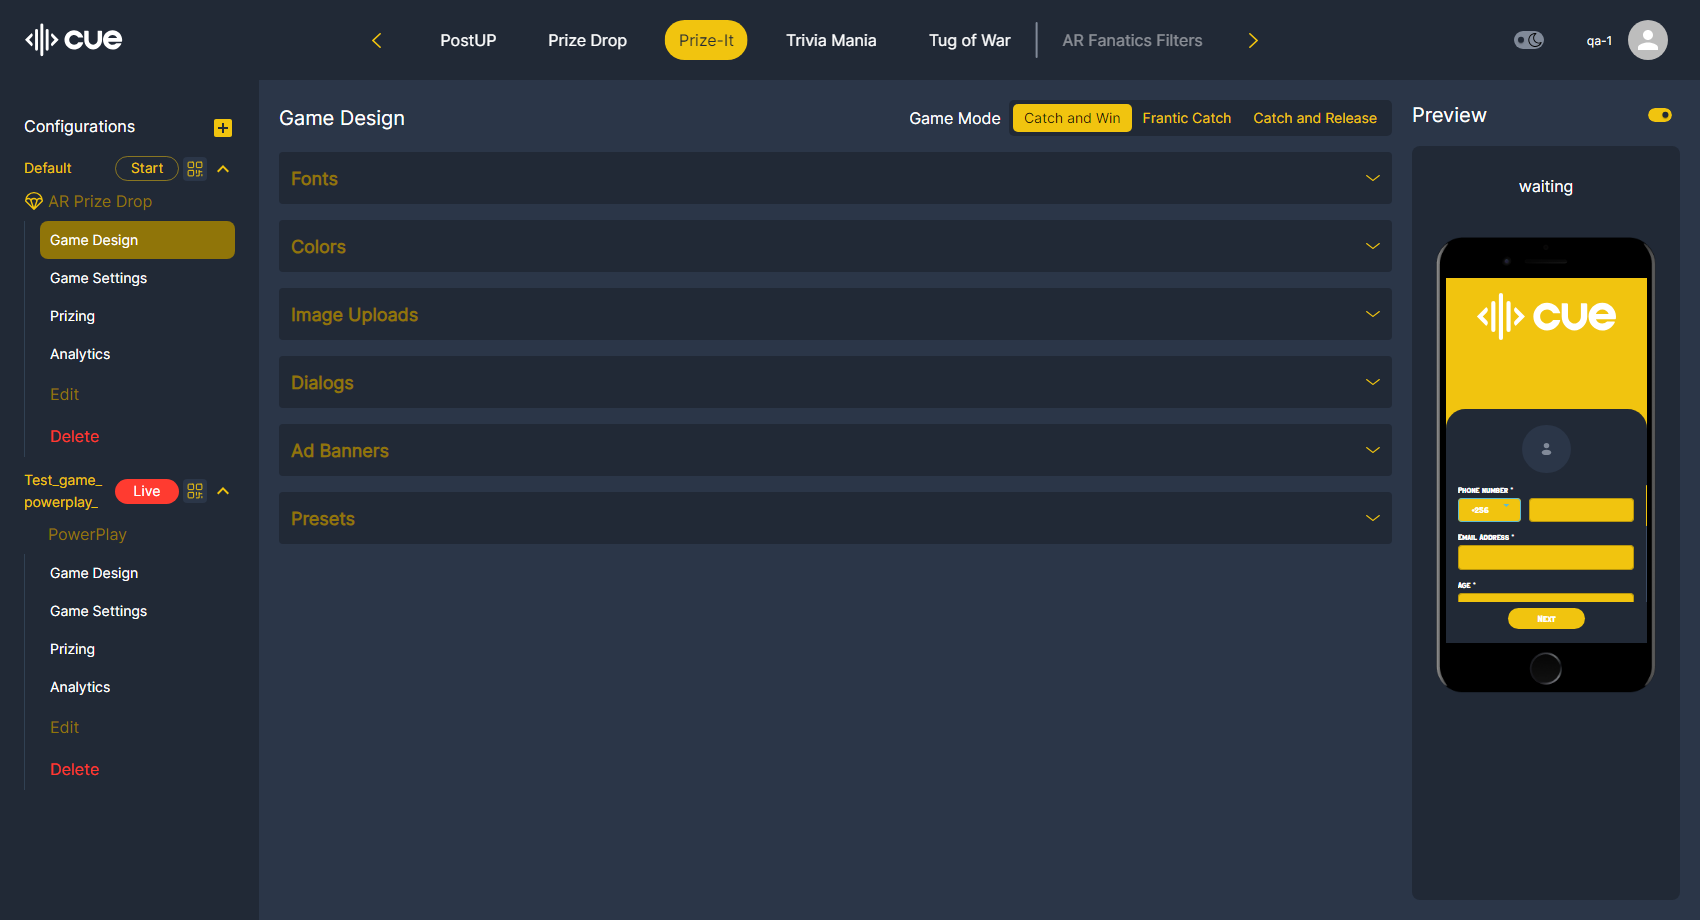 cue
PostUP
Prize Drop
Prize-It
Trivia Mania
Tug of War
AR Fanatics Filters
qa-1
Configurations
Default
Start
AR Prize Drop
Game Design
Game Settings
Prizing
Analytics
Edit
Delete
Test_game_
powerplay_
Live
PowerPlay
Game Design
Game Settings
Prizing
Analytics
Edit
Delete
Game Design
Game Mode
Catch and Win
Frantic Catch
Catch and Release
Fonts
Colors
Image Uploads
Dialogs
Ad Banners
Presets
Preview
waiting
cue
Phone number *
+256
Email Address *
Age *
Next